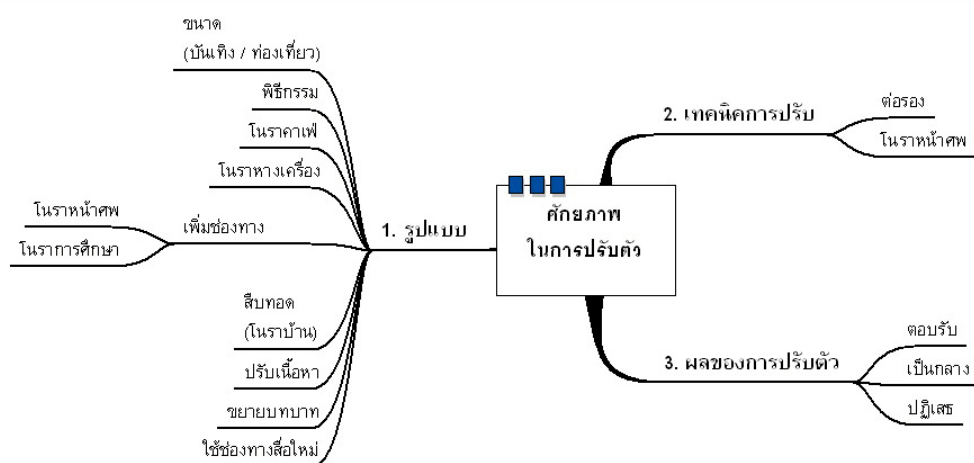 ศักยภาพ
ในการปรับตัว
1. รูปแบบ
ขนาด
(บันเทิง / ท่องเที่ยว)
พิธีกรรม
โนราคาเฟ่
โนราหางเครื่อง
เพิ่มช่องทาง
โนราหน้าศพ
โนราการศึกษา
สืบทอด
(โนราบ้าน)
ปรับเนื้อหา
ขยายบทบาท
ใช้ช่องทางสื่อใหม่
2. เทคนิคการปรับ
ต่อรอง
โนราหน้าศพ
3. ผลของการปรับตัว
ตอบรับ
เป็นกลาง
ปฏิเสธ